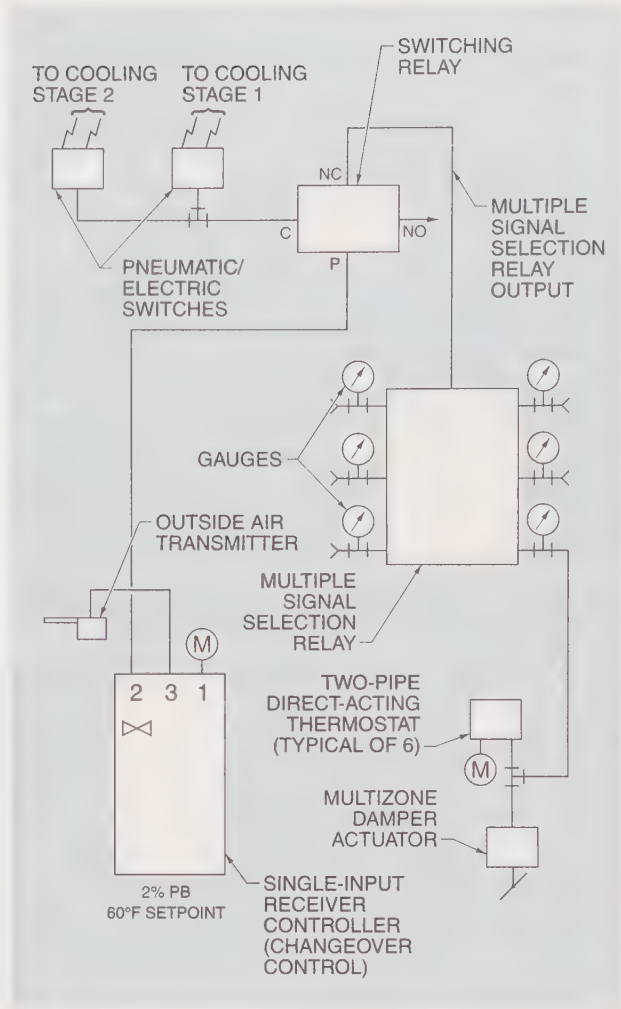 SWITCHING
RELAY
TO COOLING
STAGE 2
TO COOLING
STAGE 1
NC
C
NO
P
MULTIPLE
SIGNAL
SELECTION
RELAY
OUTPUT
PNEUMATIC/
ELECTRIC
SWITCHES
GAUGES
OUTSIDE AIR
TRANSMITTER
MULTIPLE
SIGNAL
SELECTION
RELAY
M
2 3 1
TWO-PIPE
DIRECT-ACTING
THERMOSTAT
(TYPICAL OF 6)
M
MULTIZONE
DAMPER
ACTUATOR
2% PB
60°F SETPOINT
SINGLE-INPUT
RECEIVER
CONTROLLER
(CHANGEOVER
CONTROL)